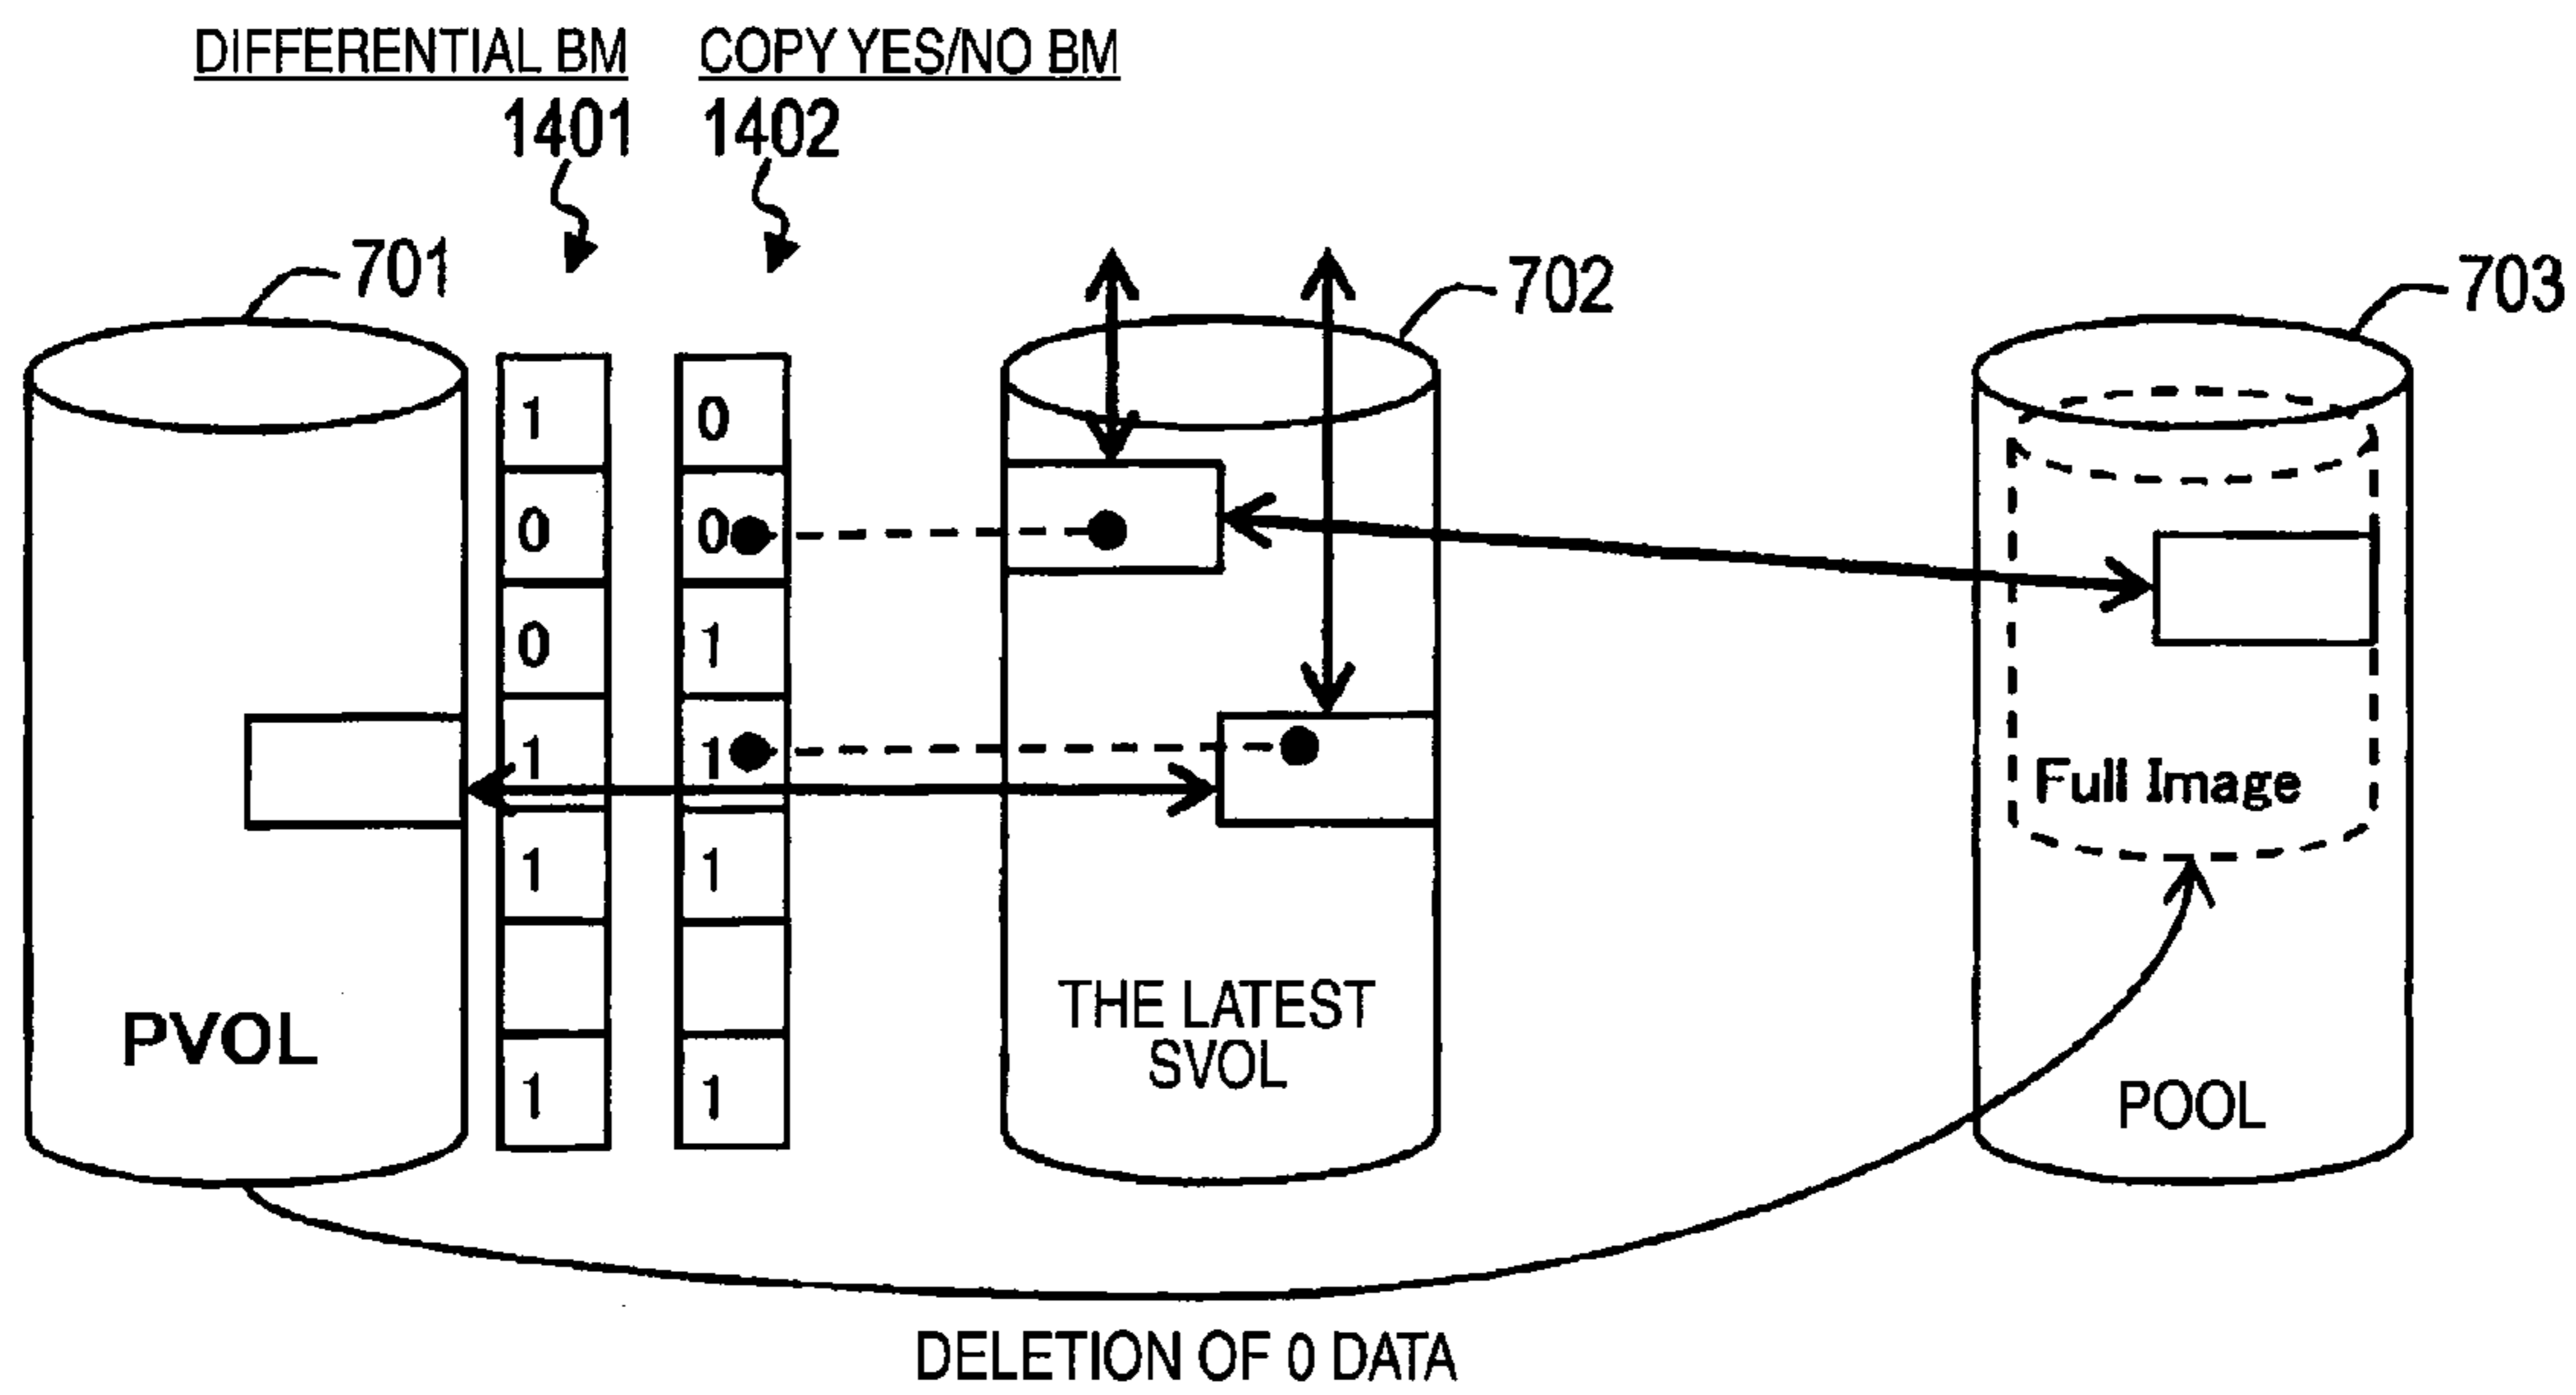 DIFFERENTIAL BM
COPY YES/NO BM
1401
1402
701
702
703
1
0
0
1
1
1
0
0
1
1
1
1
PVOL
THE LATEST
SVOL
Full Image
POOL
DELETION OF 0 DATA